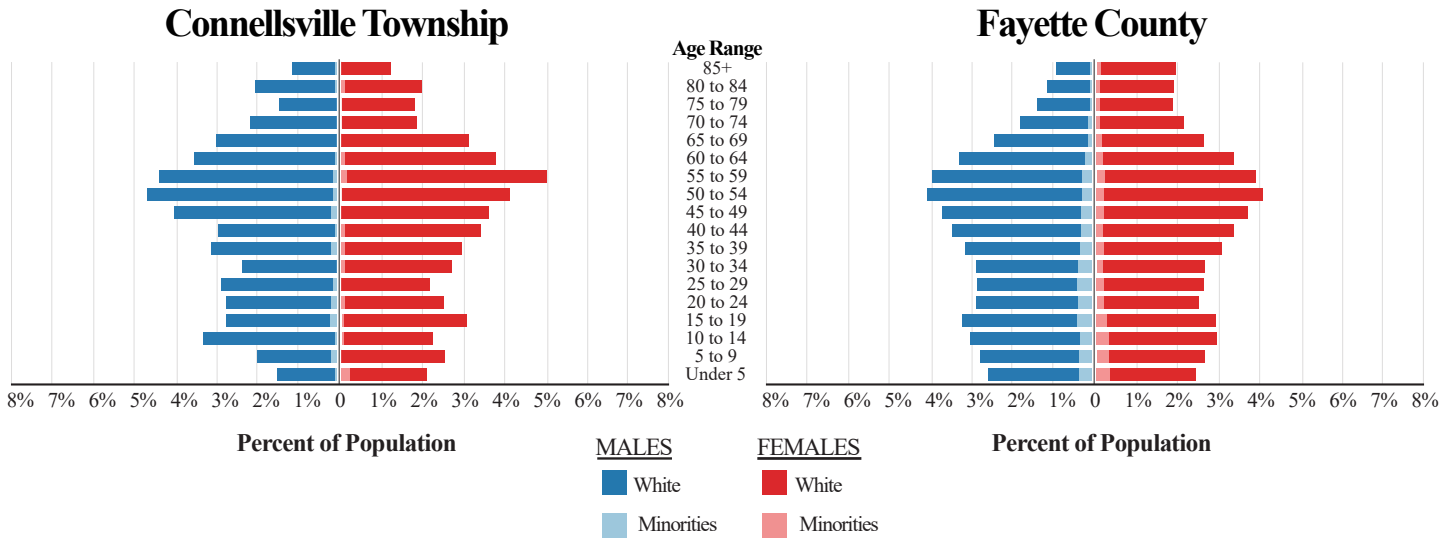 Connellsville Township
Fayette County
Age Range
85+
80 to 84
75 to 79
70 to 74
65 to 69
60 to 64
55 to 59
50 to 54
45 to 49
40 to 44
35 to 39
30 to 34
25 to 29
20 to 24
15 to 19
10 to 14
5 to 9
Under 5
8% 7% 6% 5% 4% 3% 2% 1% 0 1% 2% 3% 4% 5% 6% 7% 8%
8% 7% 6% 5% 4% 3% 2% 1% 0 1% 2% 3% 4% 5% 6% 7% 8%
Percent of Population
Percent of Population
MALES
White
Minorities
FEMALES
White
Minorities